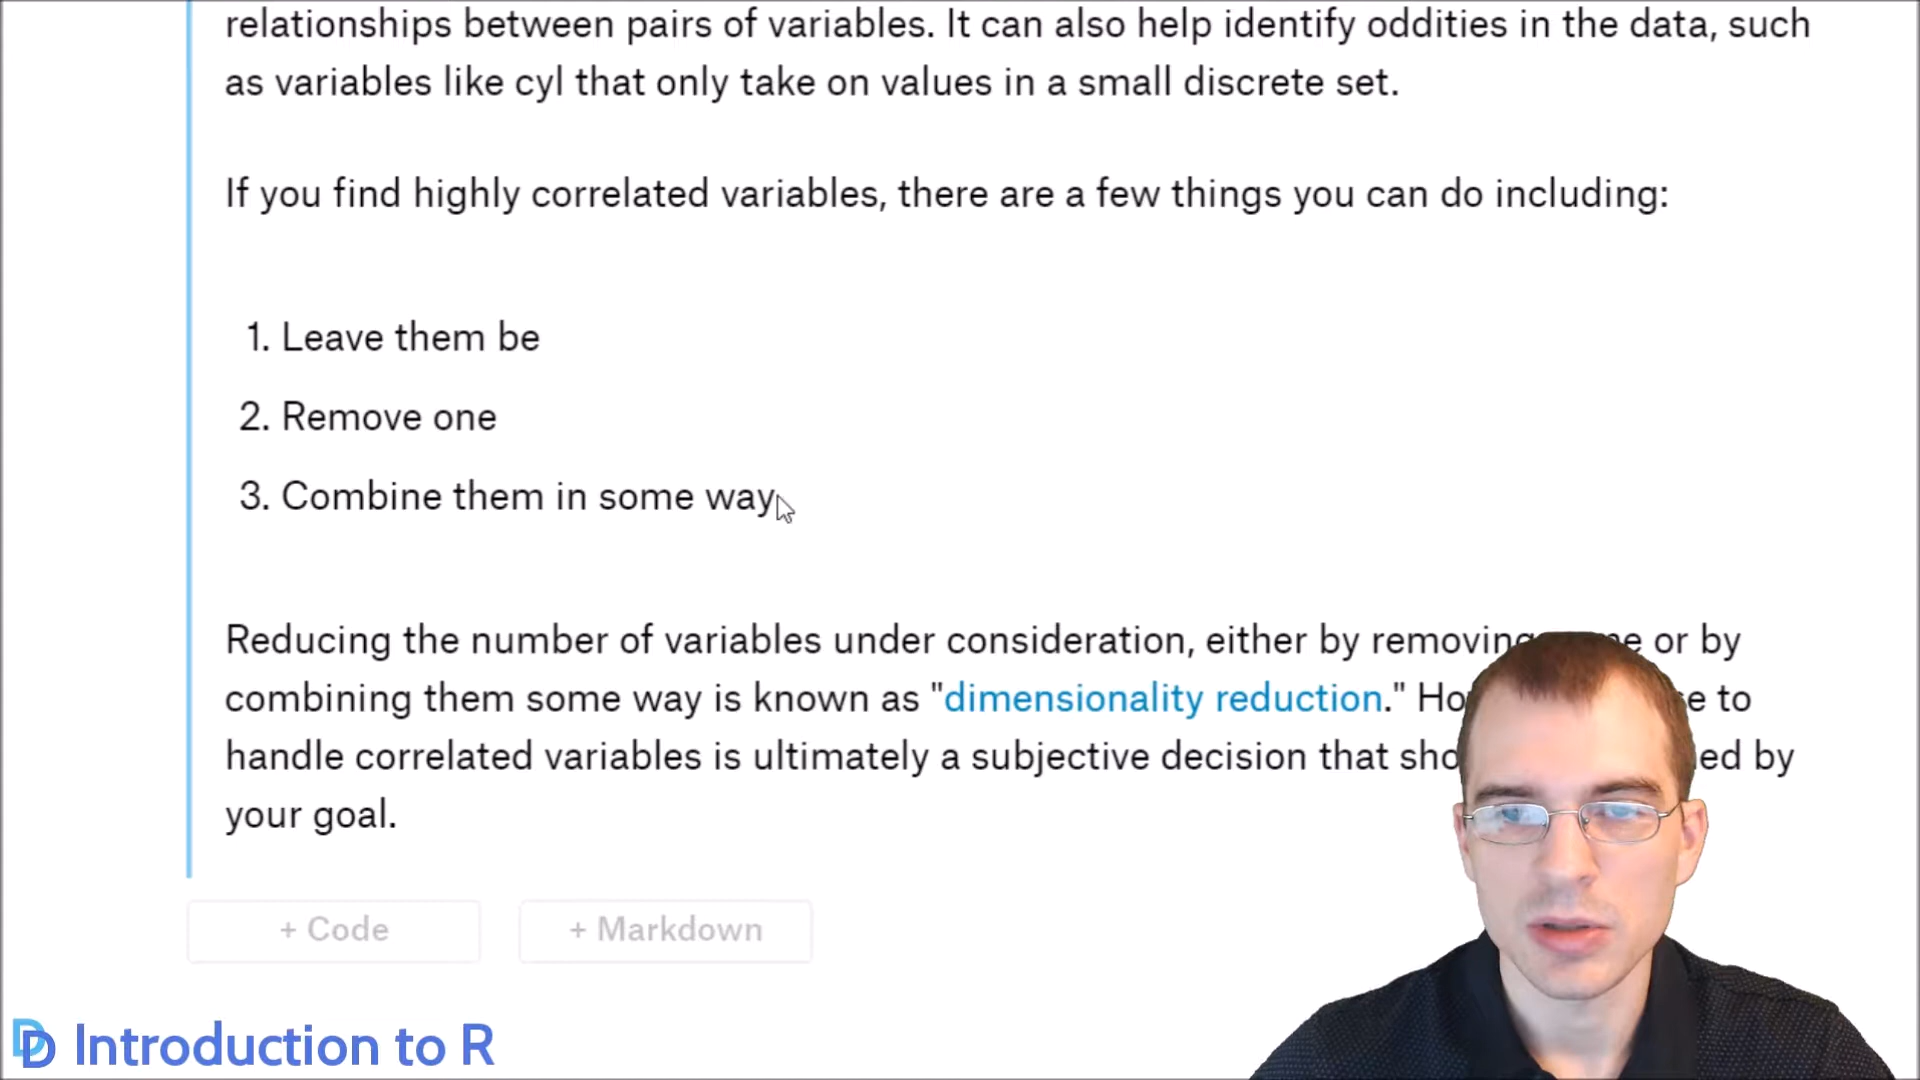 relationships between pairs of variables. It can also help identify oddities in the data, such
as variables like cyl that only take on values in a small discrete set.
If you find highly correlated variables, there are a few things you can do including:
1. Leave them be
2. Remove one
3. Combine them in some way
Reducing the number of variables under consideration, either by removing or by
combining them some way is known as "dimensionality reduction." to
handle correlated variables is ultimately a subjective decision that by
your goal.
+ Code
+ Markdown
Introduction to R